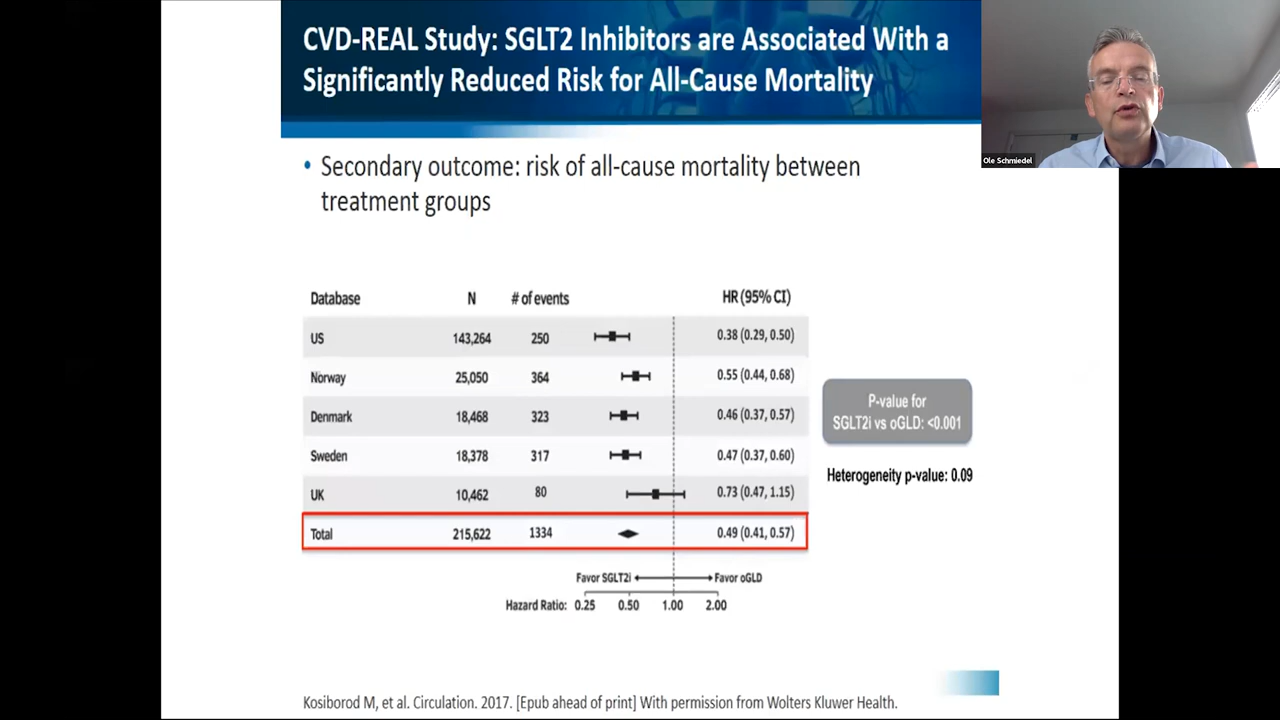 CVD-REAL Study: SGLT2 Inhibitors are Associated With a
Significantly Reduced Risk for All-Cause Mortality
Ole Schmiedel
• Secondary outcome: risk of all-cause mortality between
treatment groups
Database N # of events HR (95% CI)
US 143,264 250 0.38 (0.29, 0.50)
Norway 25,050 364 0.55 (0.44, 0.68)
Denmark 18,468 323 0.46 (0.37, 0.57)
Sweden 18,378 317 0.47 (0.37, 0.60)
UK 10,462 80 0.73 (0.47, 1.15)
Total 215,622 1334 0.49 (0.41, 0.57)
P-value for
SGLT2i vs oGLD: <0.001
Heterogeneity p-value: 0.09
Favor SGLT2i Favor oGLD
Hazard Ratio: 0.25 0.50 1.00 2.00
Kosiborod M, et al. Circulation. 2017. [Epub ahead of print] With permission from Wolters Kluwer Health.